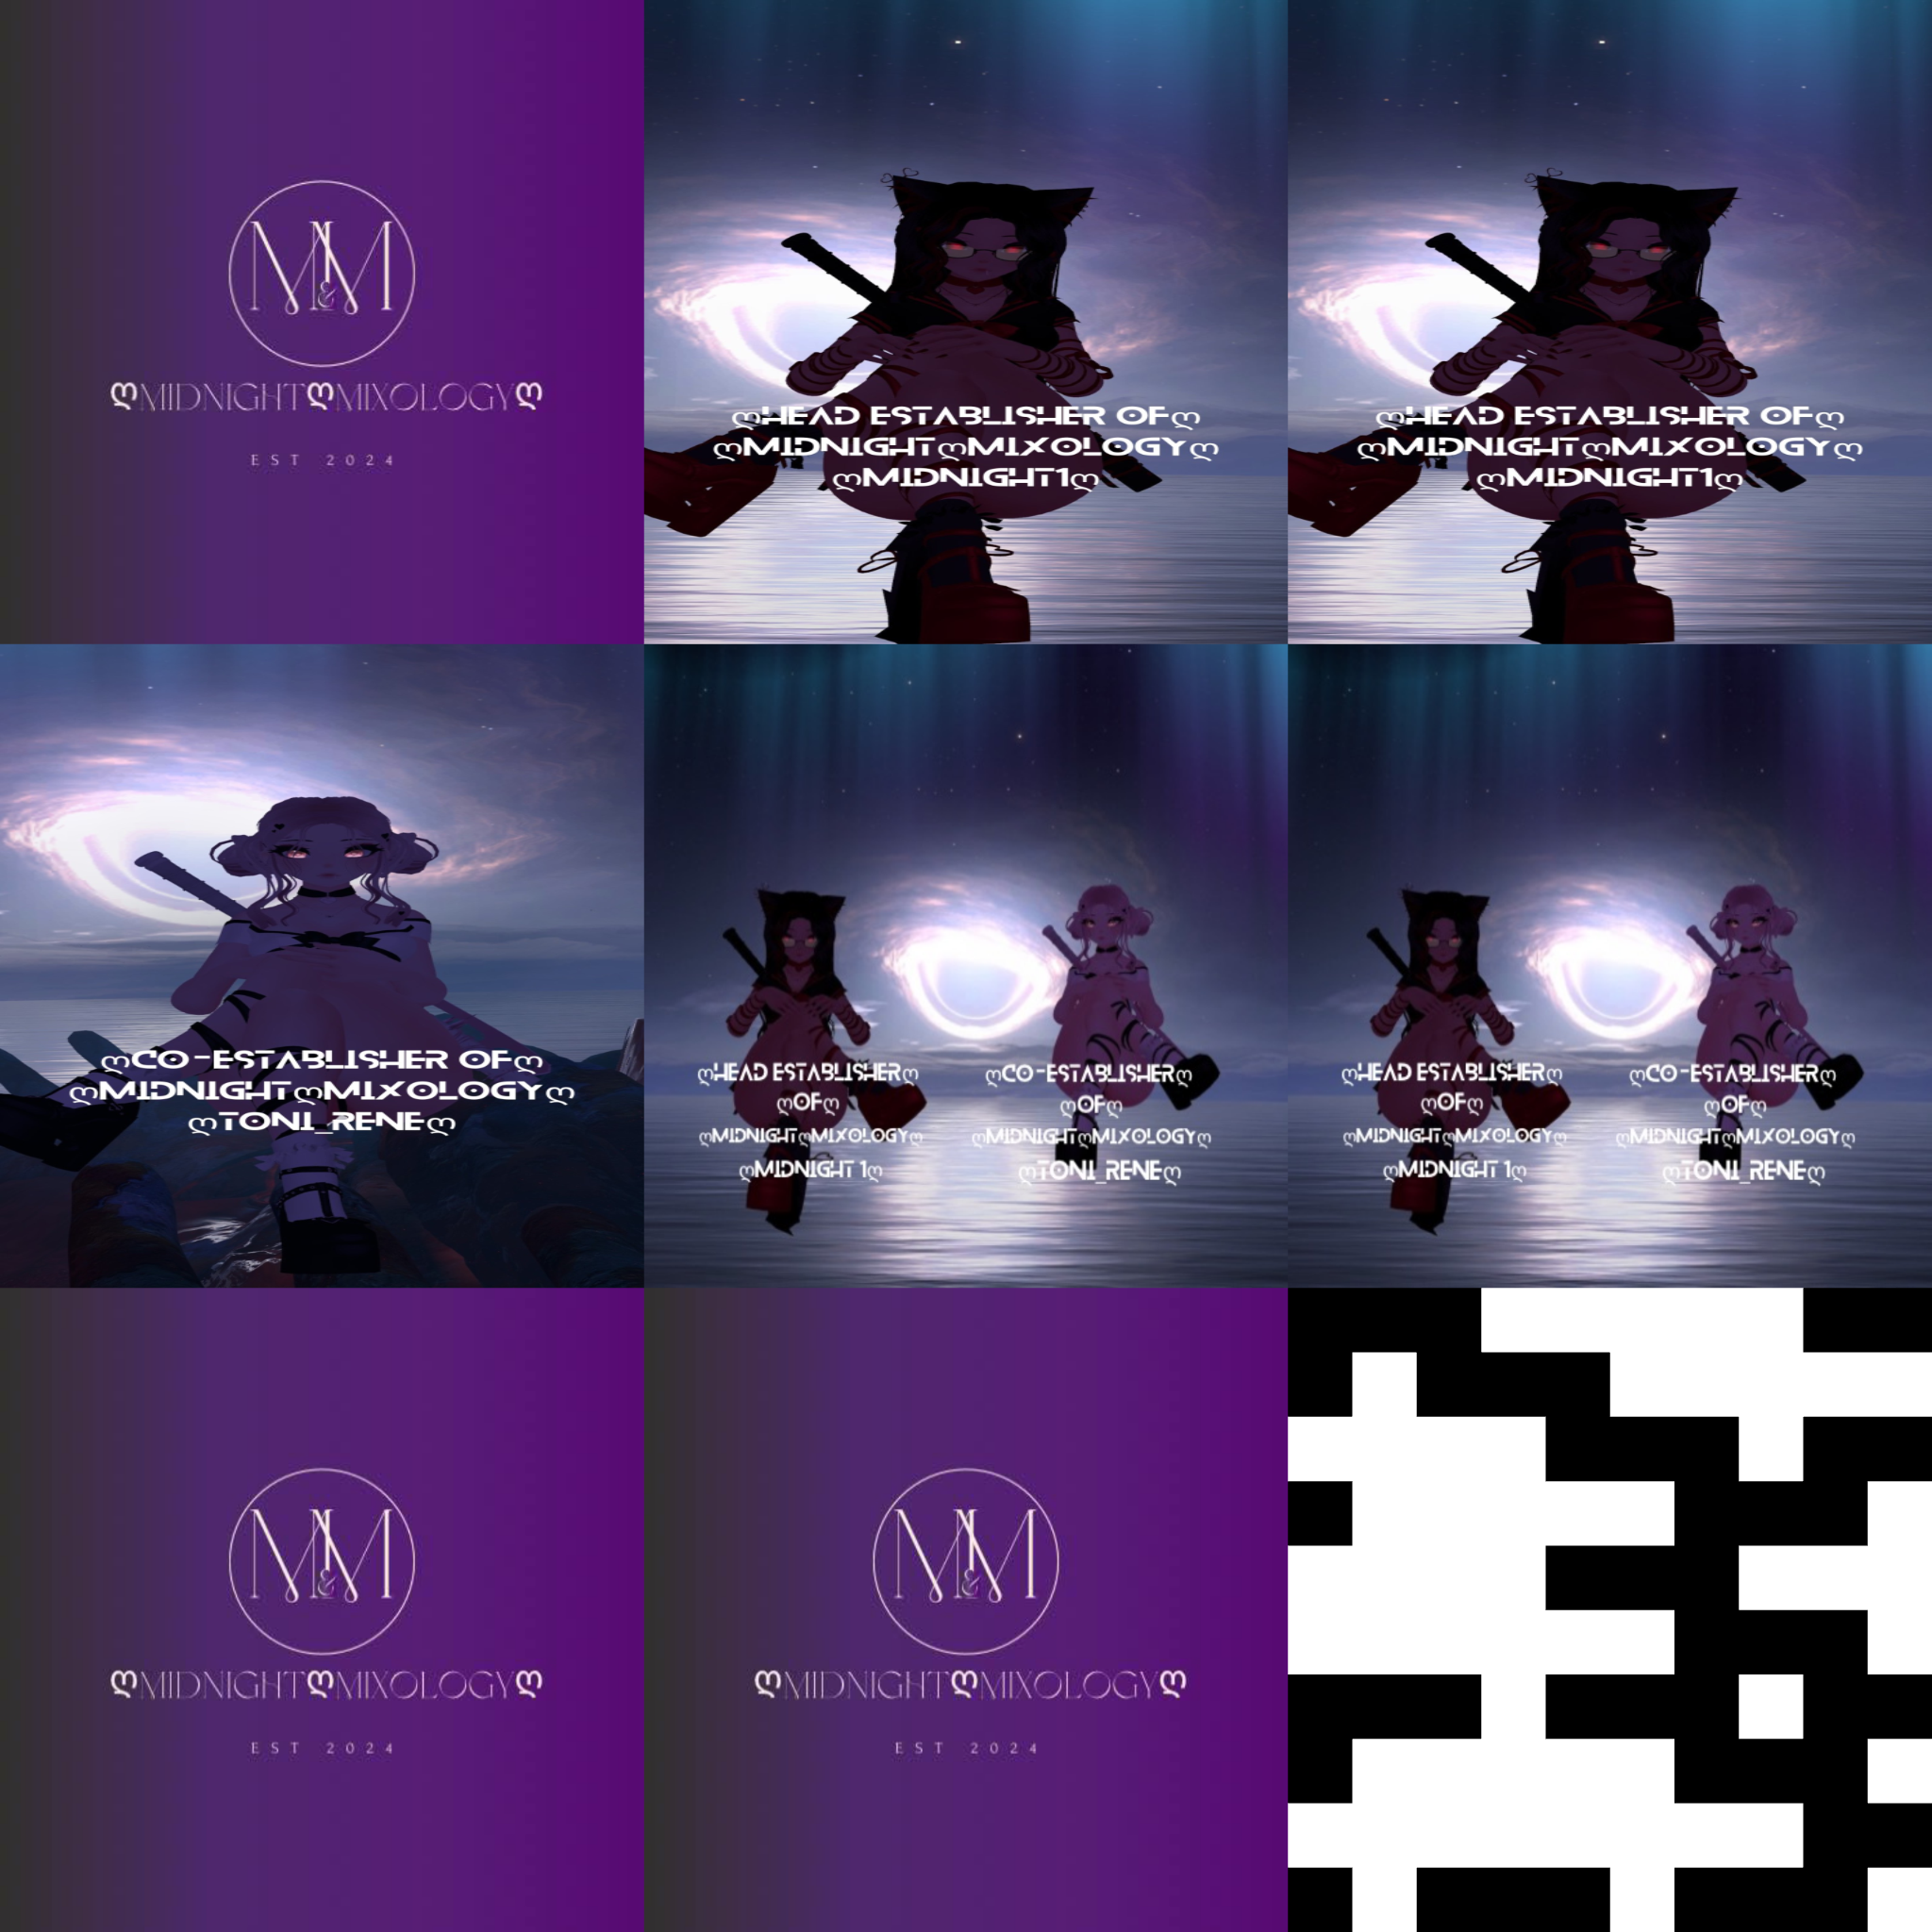 M&M
ღMIDNIGHTღMIXOLOGYღ
EST 2024
ღHEAD ESTABLISHER OFღ
ღMIDNIGHTღMIXOLOGYღ
ღMIDNIGHT1ღ
ღHEAD ESTABLISHER OFღ
ღMIDNIGHTღMIXOLOGYღ
ღMIDNIGHT1ღ
ღCO-ESTABLISHER OFღ
ღMIDNIGHTღMIXOLOGYღ
ღTONI_RENEღ
ღHEAD ESTABLISHERღ
ღOFღ
ღMIDNIGHTღMIXOLOGYღ
ღMIDNIGHT 1ღ
ღCO-ESTABLISHERღ
ღOFღ
ღMIDNIGHTღMIXOLOGYღ
ღTONI_RENEღ
ღHEAD ESTABLISHERღ
ღOFღ
ღMIDNIGHTღMIXOLOGYღ
ღMIDNIGHT 1ღ
ღCO-ESTABLISHERღ
ღOFღ
ღMIDNIGHTღMIXOLOGYღ
ღTONI_RENEღ
M&M
ღMIDNIGHTღMIXOLOGYღ
EST 2024
M&M
ღMIDNIGHTღMIXOLOGYღ
EST 2024